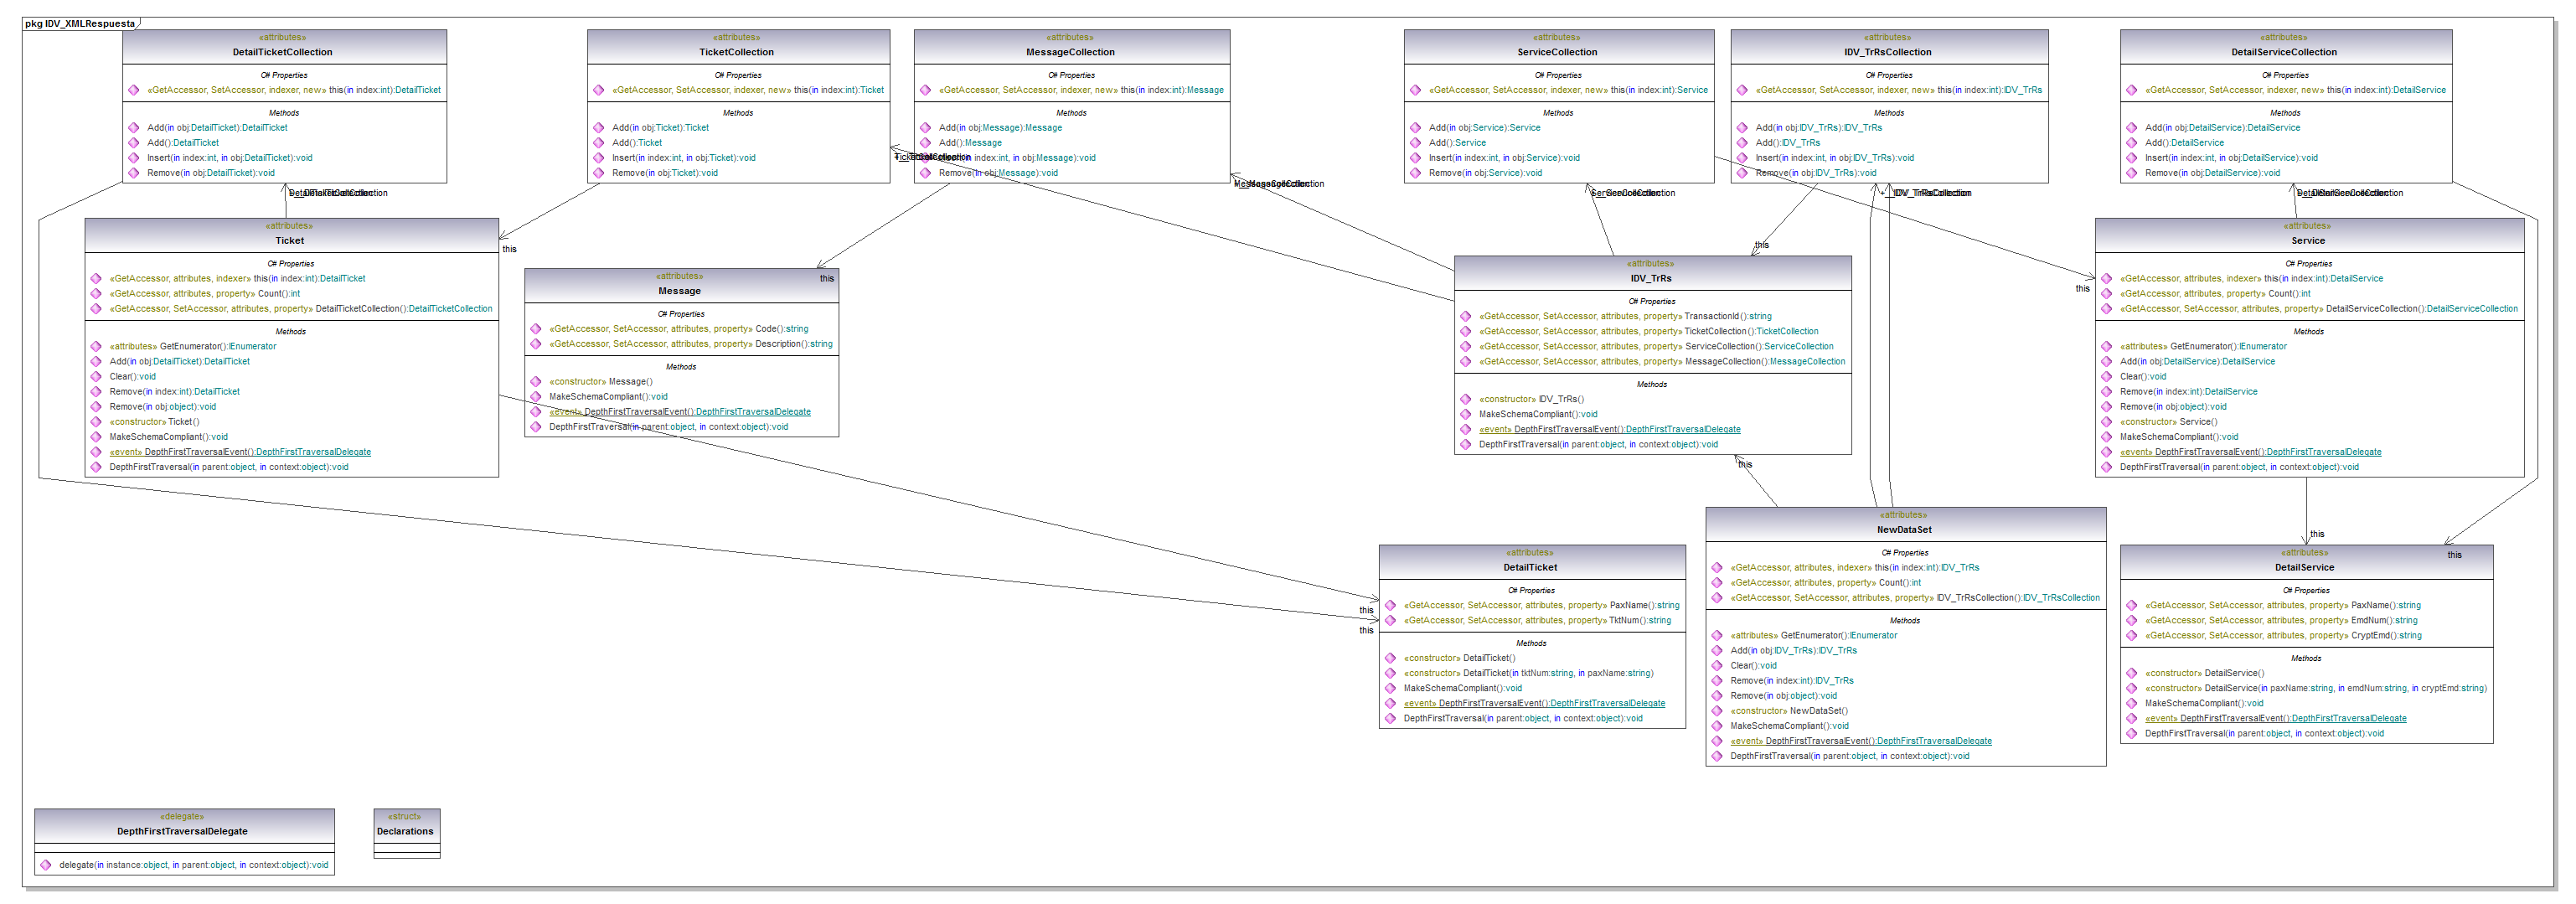 pkg IDV_XMLRespuesta
«attributes»
DetailTicketCollection
C# Properties
«GetAccessor, SetAccessor, indexer, new» this(in index:int):DetailTicket
Methods
Add(in obj:DetailTicket):DetailTicket
Add():DetailTicket
Insert(in index:int, in obj:DetailTicket):void
Remove(in obj:DetailTicket):void
«attributes»
TicketCollection
C# Properties
«GetAccessor, SetAccessor, indexer, new» this(in index:int):Ticket
Methods
Add(in obj:Ticket):Ticket
Add():Ticket
Insert(in index:int, in obj:Ticket):void
Remove(in obj:Ticket):void
«attributes»
MessageCollection
C# Properties
«GetAccessor, SetAccessor, indexer, new» this(in index:int):Message
Methods
Add(in obj:Message):Message
Add():Message
in index:int, in obj:Message):void
Remove(in obj:Message):void
«attributes»
ServiceCollection
C# Properties
«GetAccessor, SetAccessor, indexer, new» this(in index:int):Service
Methods
Add(in obj:Service):Service
Add():Service
Insert(in index:int, in obj:Service):void
Remove(in obj:Service):void
«attributes»
IDV_TrRsCollection
C# Properties
«GetAccessor, SetAccessor, indexer, new» this(in index:int):IDV_TrRs
Methods
Add(in obj:IDV_TrRs):IDV_TrRs
Add():IDV_TrRs
Insert(in index:int, in obj:IDV_TrRs):void
Remove(in obj:IDV_TrRs):void
«attributes»
DetailServiceCollection
C# Properties
«GetAccessor, SetAccessor, indexer, new» this(in index:int):DetailService
Methods
Add(in obj:DetailService):DetailService
Add():DetailService
Insert(in index:int, in obj:DetailService):void
Remove(in obj:DetailService):void
«attributes»
Ticket
C# Properties
«GetAccessor, attributes, indexer» this(in index:int):DetailTicket
«GetAccessor, attributes, property» Count():int
«GetAccessor, SetAccessor, attributes, property» DetailTicketCollection():DetailTicketCollection
Methods
«attributes» GetEnumerator():IEnumerator
Add(in obj:DetailTicket):DetailTicket
Clear():void
Remove(in index:int):DetailTicket
Remove(in obj:object):void
«constructor» Ticket()
MakeSchemaCompliant():void
«event» DepthFirstTraversalEvent():DepthFirstTraversalDelegate
DepthFirstTraversal(in parent:object, in context:object):void
this
«attributes»
Message
this
C# Properties
«GetAccessor, SetAccessor, attributes, property» Code():string
«GetAccessor, SetAccessor, attributes, property» Description():string
Methods
«constructor» Message()
MakeSchemaCompliant():void
«event» DepthFirstTraversalEvent():DepthFirstTraversalDelegate
DepthFirstTraversal(in parent:object, in context:object):void
this
«attributes»
IDV_TrRs
C# Properties
«GetAccessor, SetAccessor, attributes, property» TransactionId():string
«GetAccessor, SetAccessor, attributes, property» TicketCollection():TicketCollection
«GetAccessor, SetAccessor, attributes, property» ServiceCollection():ServiceCollection
«GetAccessor, SetAccessor, attributes, property» MessageCollection():MessageCollection
Methods
«constructor» IDV_TrRs()
MakeSchemaCompliant():void
«event» DepthFirstTraversalEvent():DepthFirstTraversalDelegate
DepthFirstTraversal(in parent:object, in context:object):void
this
this
«attributes»
Service
C# Properties
«GetAccessor, attributes, indexer» this(in index:int):DetailService
«GetAccessor, attributes, property» Count():int
«GetAccessor, SetAccessor, attributes, property» DetailServiceCollection():DetailServiceCollection
Methods
«attributes» GetEnumerator():IEnumerator
Add(in obj:DetailService):DetailService
Clear():void
Remove(in index:int):DetailService
Remove(in obj:object):void
«constructor» Service()
MakeSchemaCompliant():void
«event» DepthFirstTraversalEvent():DepthFirstTraversalDelegate
DepthFirstTraversal(in parent:object, in context:object):void
this
this
this
this
«attributes»
DetailTicket
C# Properties
«GetAccessor, SetAccessor, attributes, property» PaxName():string
«GetAccessor, SetAccessor, attributes, property» TktNum():string
Methods
«constructor» DetailTicket()
«constructor» DetailTicket(in tktNum:string, in paxName:string)
MakeSchemaCompliant():void
«event» DepthFirstTraversalEvent():DepthFirstTraversalDelegate
DepthFirstTraversal(in parent:object, in context:object):void
«attributes»
NewDataSet
C# Properties
«GetAccessor, attributes, indexer» this(in index:int):IDV_TrRs
«GetAccessor, attributes, property» Count():int
«GetAccessor, SetAccessor, attributes, property» IDV_TrRsCollection():IDV_TrRsCollection
Methods
«attributes» GetEnumerator():IEnumerator
Add(in obj:IDV_TrRs):IDV_TrRs
Clear():void
Remove(in index:int):IDV_TrRs
Remove(in obj:object):void
«constructor» NewDataSet()
MakeSchemaCompliant():void
«event» DepthFirstTraversalEvent():DepthFirstTraversalDelegate
DepthFirstTraversal(in parent:object, in context:object):void
«attributes»
DetailService
C# Properties
«GetAccessor, SetAccessor, attributes, property» PaxName():string
«GetAccessor, SetAccessor, attributes, property» EmdNum():string
«GetAccessor, SetAccessor, attributes, property» CryptEmd():string
Methods
«constructor» DetailService()
«constructor» DetailService(in paxName:string, in emdNum:string, in cryptEmd:string)
MakeSchemaCompliant():void
«event» DepthFirstTraversalEvent():DepthFirstTraversalDelegate
DepthFirstTraversal(in parent:object, in context:object):void
«delegate»
DepthFirstTraversalDelegate
delegate(in instance:object, in parent:object, in context:object):void
«struct»
Declarations